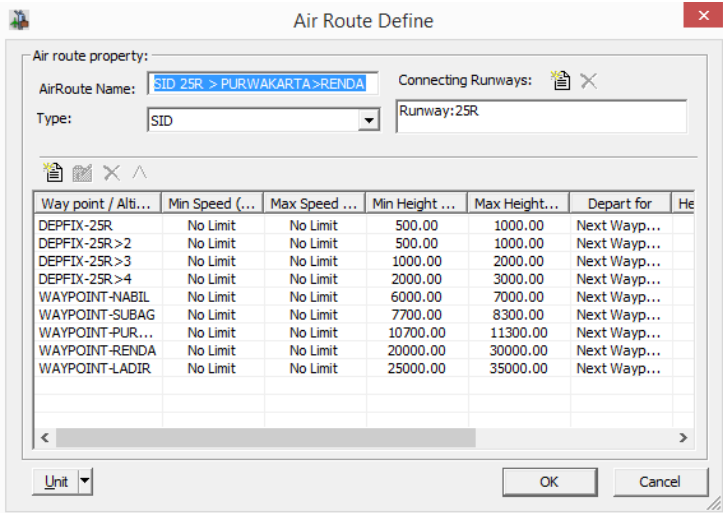 Air Route Define
Air route property:
AirRoute Name: SID 25R > PURWAKARTA>RENDA
Connecting Runways:
Type: SID
Runway:25R
Way point / Alti... Min Speed (... Max Speed ... Min Height ... Max Height... Depart for He
DEPFIX-25R No Limit No Limit 500.00 1000.00 Next Wayp...
DEPFIX-25R>2 No Limit No Limit 500.00 1000.00 Next Wayp...
DEPFIX-25R>3 No Limit No Limit 1000.00 2000.00 Next Wayp...
DEPFIX-25R>4 No Limit No Limit 2000.00 3000.00 Next Wayp...
WAYPOINT-NABIL No Limit No Limit 6000.00 7000.00 Next Wayp...
WAYPOINT-SUBAG No Limit No Limit 7700.00 8300.00 Next Wayp...
WAYPOINT-PUR... No Limit No Limit 10700.00 11300.00 Next Wayp...
WAYPOINT-RENDA No Limit No Limit 20000.00 30000.00 Next Wayp...
WAYPOINT-LADIR No Limit No Limit 25000.00 35000.00 Next Wayp...
Unit OK Cancel